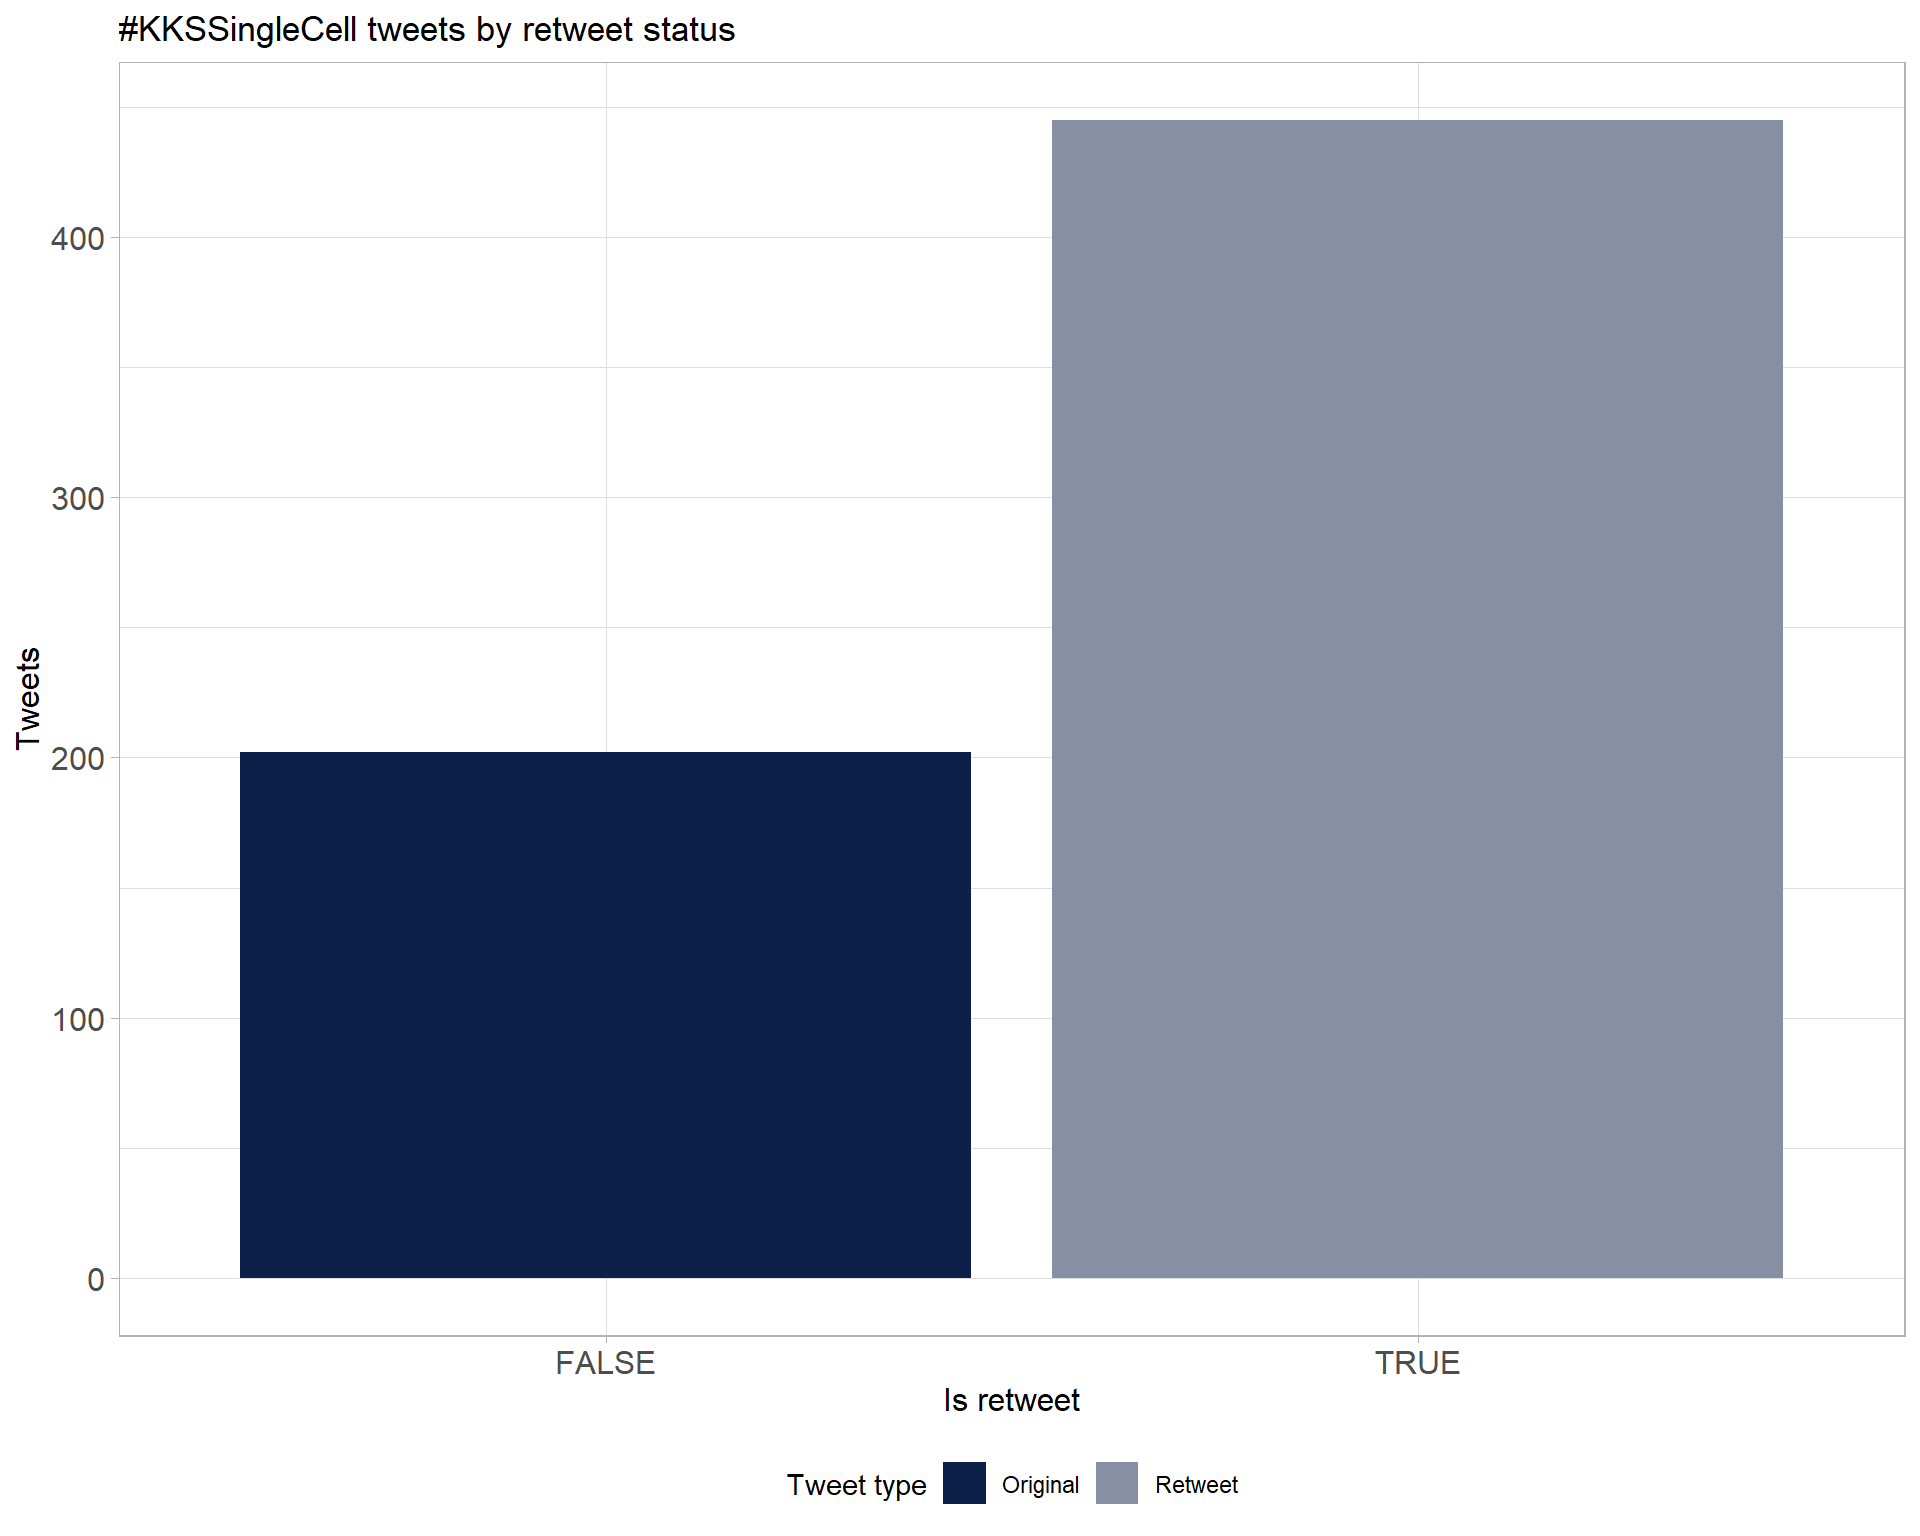 #KKSSingleCell tweets by retweet status
Tweets
400
300
200
100
0
FALSE TRUE
Is retweet
Tweet type Original Retweet